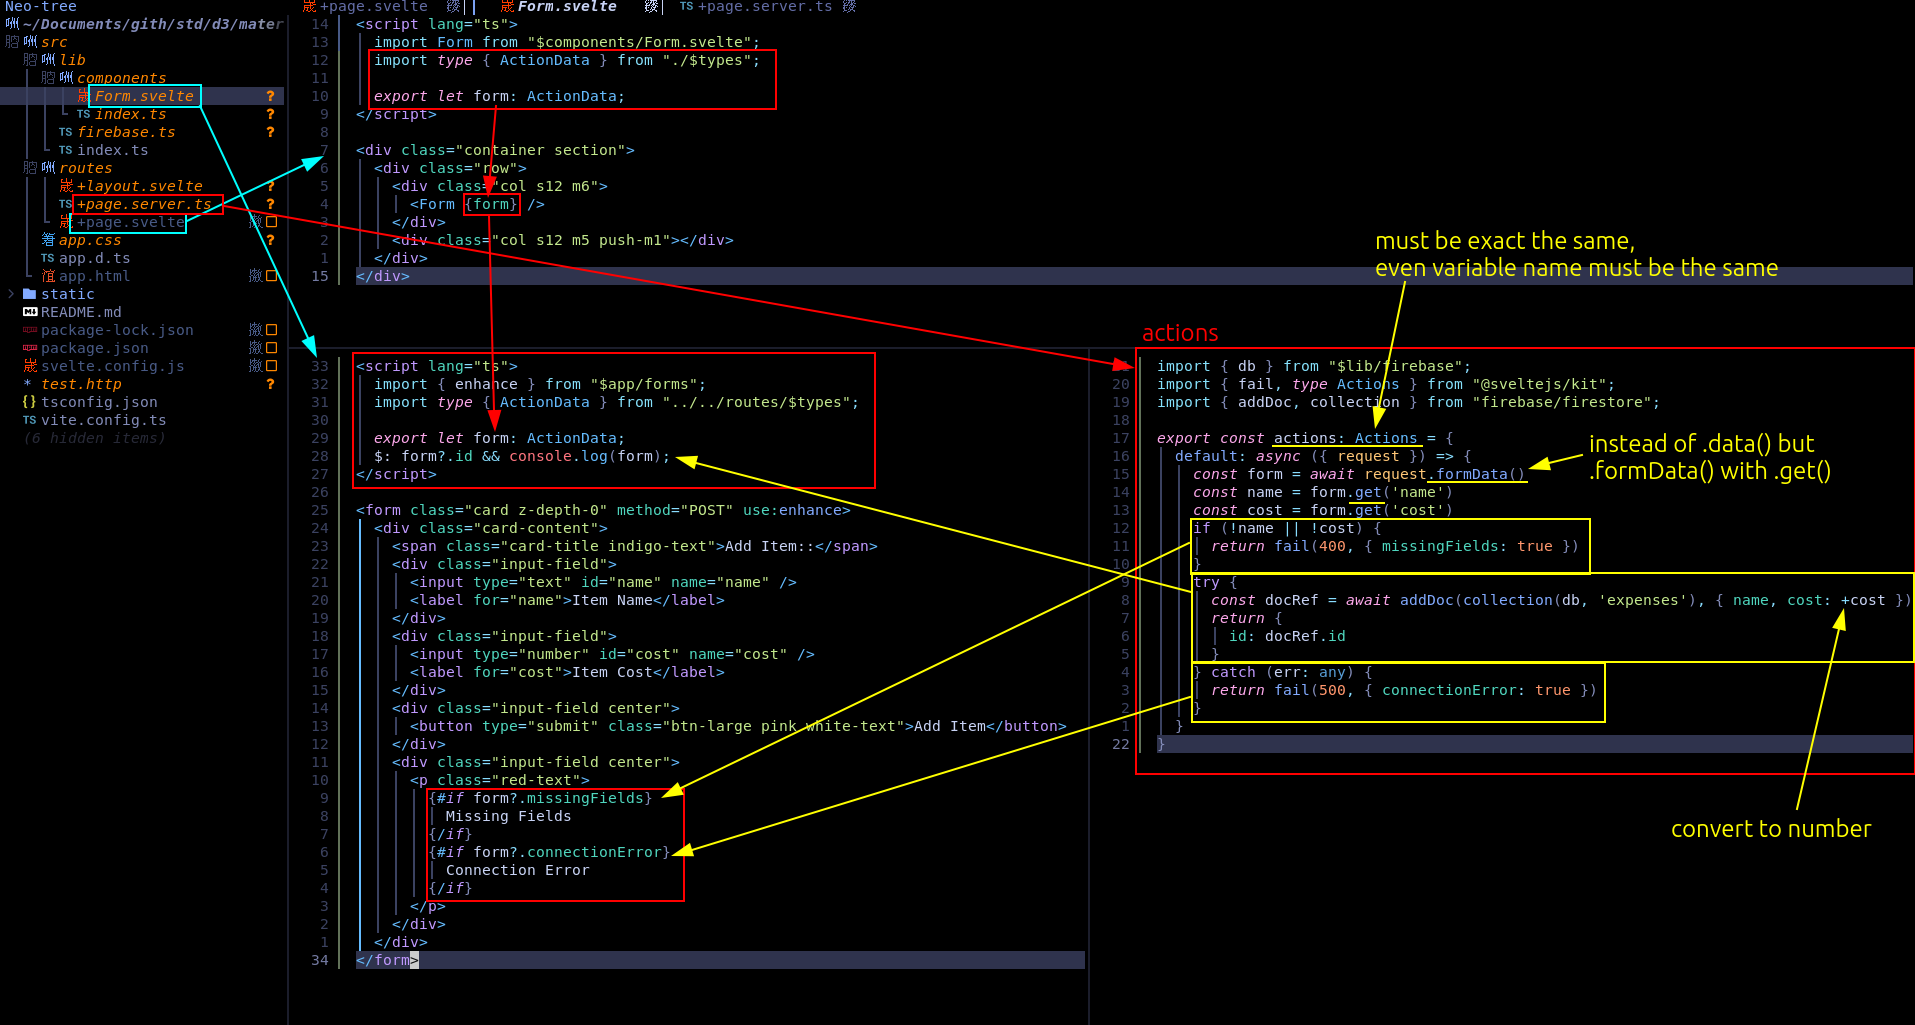 Neo-tree
~/Documents/gith/std/d3/mater
src
lib
components
Form.svelte ?
TS index.ts ?
TS firebase.ts ?
TS index.ts
routes
+layout.svelte ?
TS +page.server.ts ?
+page.svelte
app.css ?
TS app.d.ts
app.html
static
README.md
package-lock.json
package.json
svelte.config.js
* test.http ?
{} tsconfig.json
TS vite.config.ts
(6 hidden items)
+page.svelte Form.svelte TS +page.server.ts
14 <script lang="ts">
13 import Form from "$components/Form.svelte";
12 import type { ActionData } from "./$types";
11
10 export let form: ActionData;
9 </script>
8
7 <div class="container section">
6 <div class="row">
5 <div class="col s12 m6">
4 <Form {form} />
3 </div>
2 <div class="col s12 m5 push-m1"></div>
1 </div>
15 </div>
33 <script lang="ts">
32 import { enhance } from "$app/forms";
31 import type { ActionData } from "../../routes/$types";
30
29 export let form: ActionData;
28 $: form?.id && console.log(form);
27 </script>
26
25 <form class="card z-depth-0" method="POST" use:enhance>
24 <div class="card-content">
23 <span class="card-title indigo-text">Add Item::</span>
22 <div class="input-field">
21 <input type="text" id="name" name="name" />
20 <label for="name">Item Name</label>
19 </div>
18 <div class="input-field">
17 <input type="number" id="cost" name="cost" />
16 <label for="cost">Item Cost</label>
15 </div>
14 <div class="input-field center">
13 <button type="submit" class="btn-large pink white-text">Add Item</button>
12 </div>
11 <div class="input-field center">
10 <p class="red-text">
9 {#if form?.missingFields}
8 Missing Fields
7 {/if}
6 {#if form?.connectionError}
5 Connection Error
4 {/if}
3 </p>
2 </div>
1 </div>
34 </form>
must be exact the same,
even variable name must be the same
actions
import { db } from "$lib/firebase";
20 import { fail, type Actions } from "@sveltejs/kit";
19 import { addDoc, collection } from "firebase/firestore";
18
17 export const actions: Actions = {
16 default: async ({ request }) => {
15 const form = await request.formData()
14 const name = form.get('name')
13 const cost = form.get('cost')
12 if (!name || !cost) {
11 return fail(400, { missingFields: true })
10 }
9 try {
8 const docRef = await addDoc(collection(db, 'expenses'), { name, cost: +cost })
7 return {
6 id: docRef.id
5 }
4 } catch (err: any) {
3 return fail(500, { connectionError: true })
2 }
1 }
22 }
instead of .data() but
.formData() with .get()
convert to number